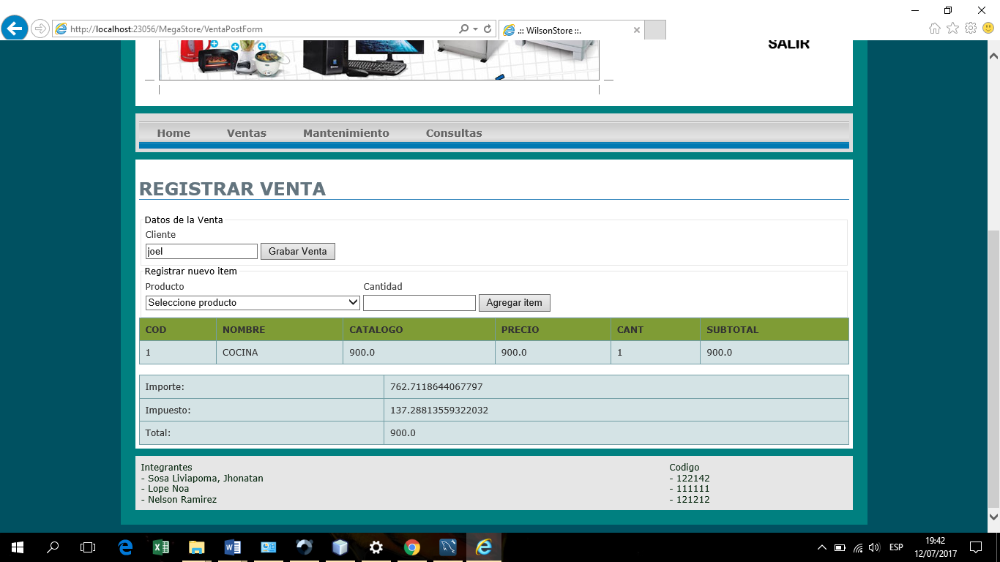 http://localhost:23056/MegaStore/VentaPostForm
.:: WilsonStore ::.
SALIR
Home Ventas Mantenimiento Consultas
REGISTRAR VENTA
Datos de la Venta
Cliente
joel Grabar Venta
Registrar nuevo item
Producto Cantidad
Seleccione producto Agregar item
COD NOMBRE CATALOGO PRECIO CANT SUBTOTAL
1 COCINA 900.0 900.0 1 900.0
Importe: 762.7118644067797
Impuesto: 137.28813559322032
Total: 900.0
Integrantes Codigo
- Sosa Liviapoma, Jhonatan - 122142
- Lope Noa - 111111
- Nelson Ramirez - 121212
ESP 19:42
12/07/2017